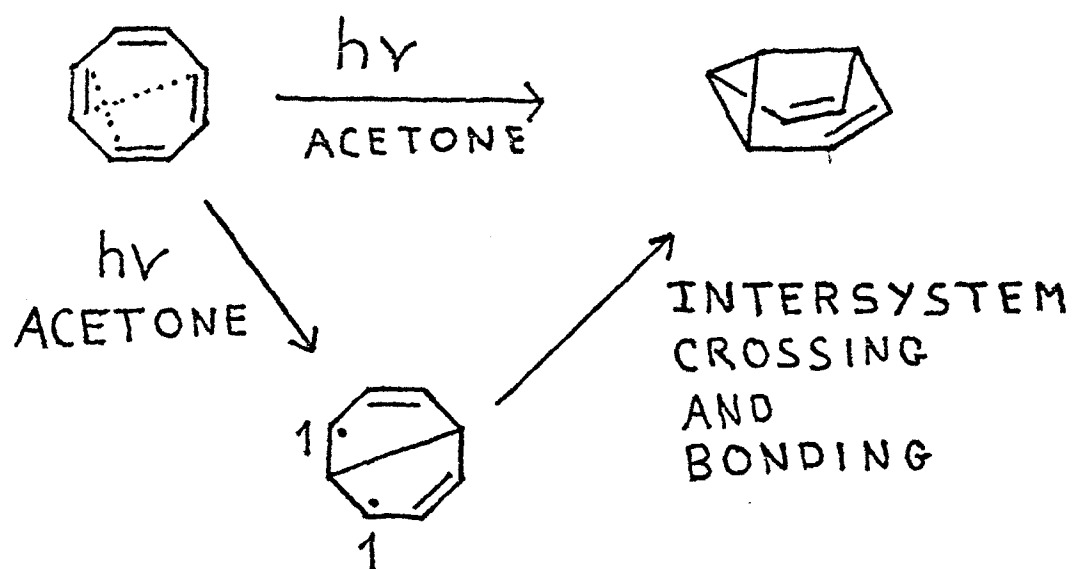 hν
ACETONE
hν
ACETONE
INTERSYSTEM
CROSSING
AND
BONDING
1
1